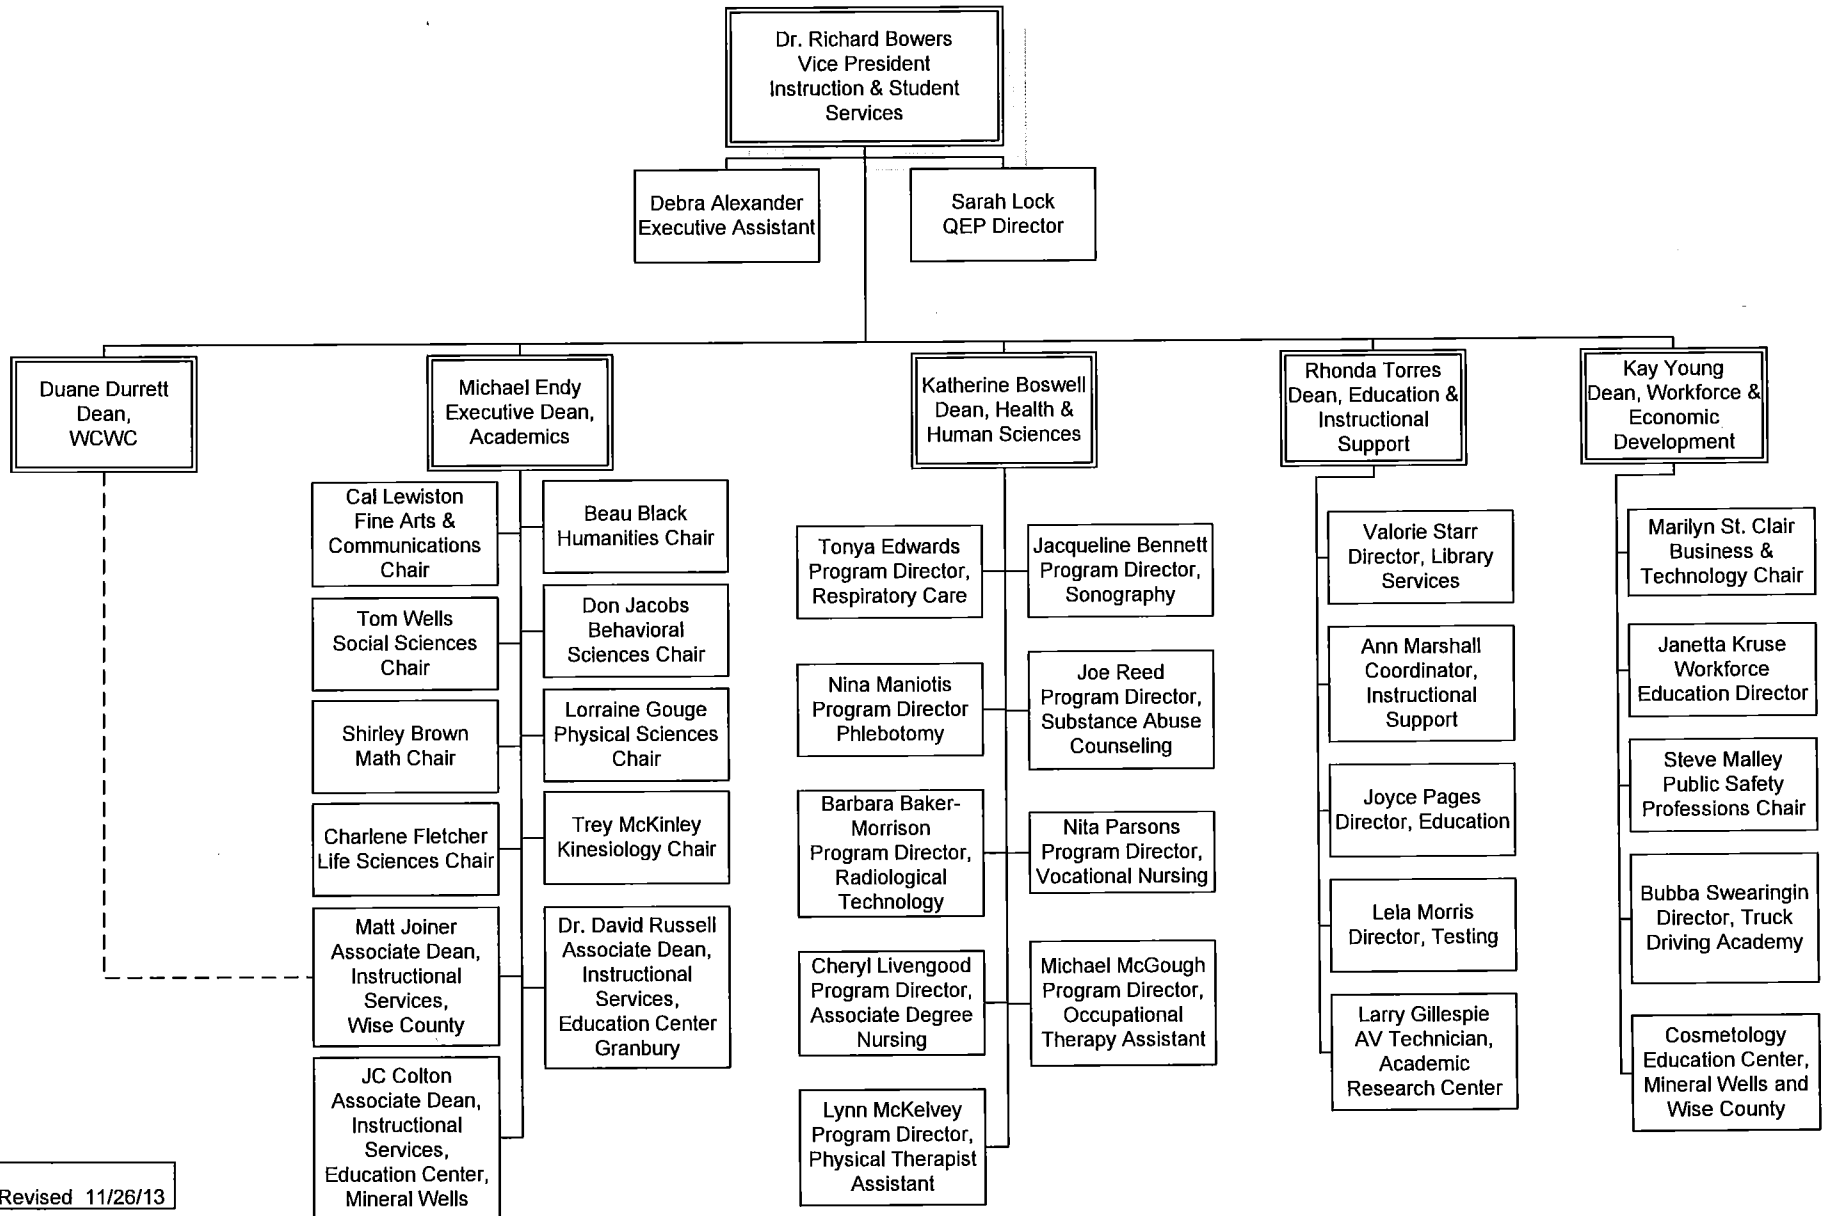 Dr. Richard Bowers
Vice President
Instruction & Student
Services
Debra Alexander
Executive Assistant
Sarah Lock
QEP Director
Duane Durrett
Dean,
WCWC
Michael Endy
Executive Dean,
Academics
Katherine Boswell
Dean, Health &
Human Sciences
Rhonda Torres
Dean, Education &
Instructional
Support
Kay Young
Dean, Workforce &
Economic
Development
Cal Lewiston
Fine Arts &
Communications
Chair
Beau Black
Humanities Chair
Tom Wells
Social Sciences
Chair
Don Jacobs
Behavioral
Sciences Chair
Shirley Brown
Math Chair
Lorraine Gouge
Physical Sciences
Chair
Charlene Fletcher
Life Sciences Chair
Trey McKinley
Kinesiology Chair
Matt Joiner
Associate Dean,
Instructional
Services,
Wise County
Dr. David Russell
Associate Dean,
Instructional
Services,
Education Center
Granbury
JC Colton
Associate Dean,
Instructional
Services,
Education Center,
Mineral Wells
Tonya Edwards
Program Director,
Respiratory Care
Jacqueline Bennett
Program Director,
Sonography
Nina Maniotis
Program Director
Phlebotomy
Joe Reed
Program Director,
Substance Abuse
Counseling
Barbara Baker-
Morrison
Program Director,
Radiological
Technology
Nita Parsons
Program Director,
Vocational Nursing
Cheryl Livengood
Program Director,
Associate Degree
Nursing
Michael McGough
Program Director,
Occupational
Therapy Assistant
Lynn McKelvey
Program Director,
Physical Therapist
Assistant
Valorie Starr
Director, Library
Services
Ann Marshall
Coordinator,
Instructional
Support
Joyce Pages
Director, Education
Lela Morris
Director, Testing
Larry Gillespie
AV Technician,
Academic
Research Center
Marilyn St. Clair
Business &
Technology Chair
Janetta Kruse
Workforce
Education Director
Steve Malley
Public Safety
Professions Chair
Bubba Swearingin
Director, Truck
Driving Academy
Cosmetology
Education Center,
Mineral Wells and
Wise County
Revised 11/26/13